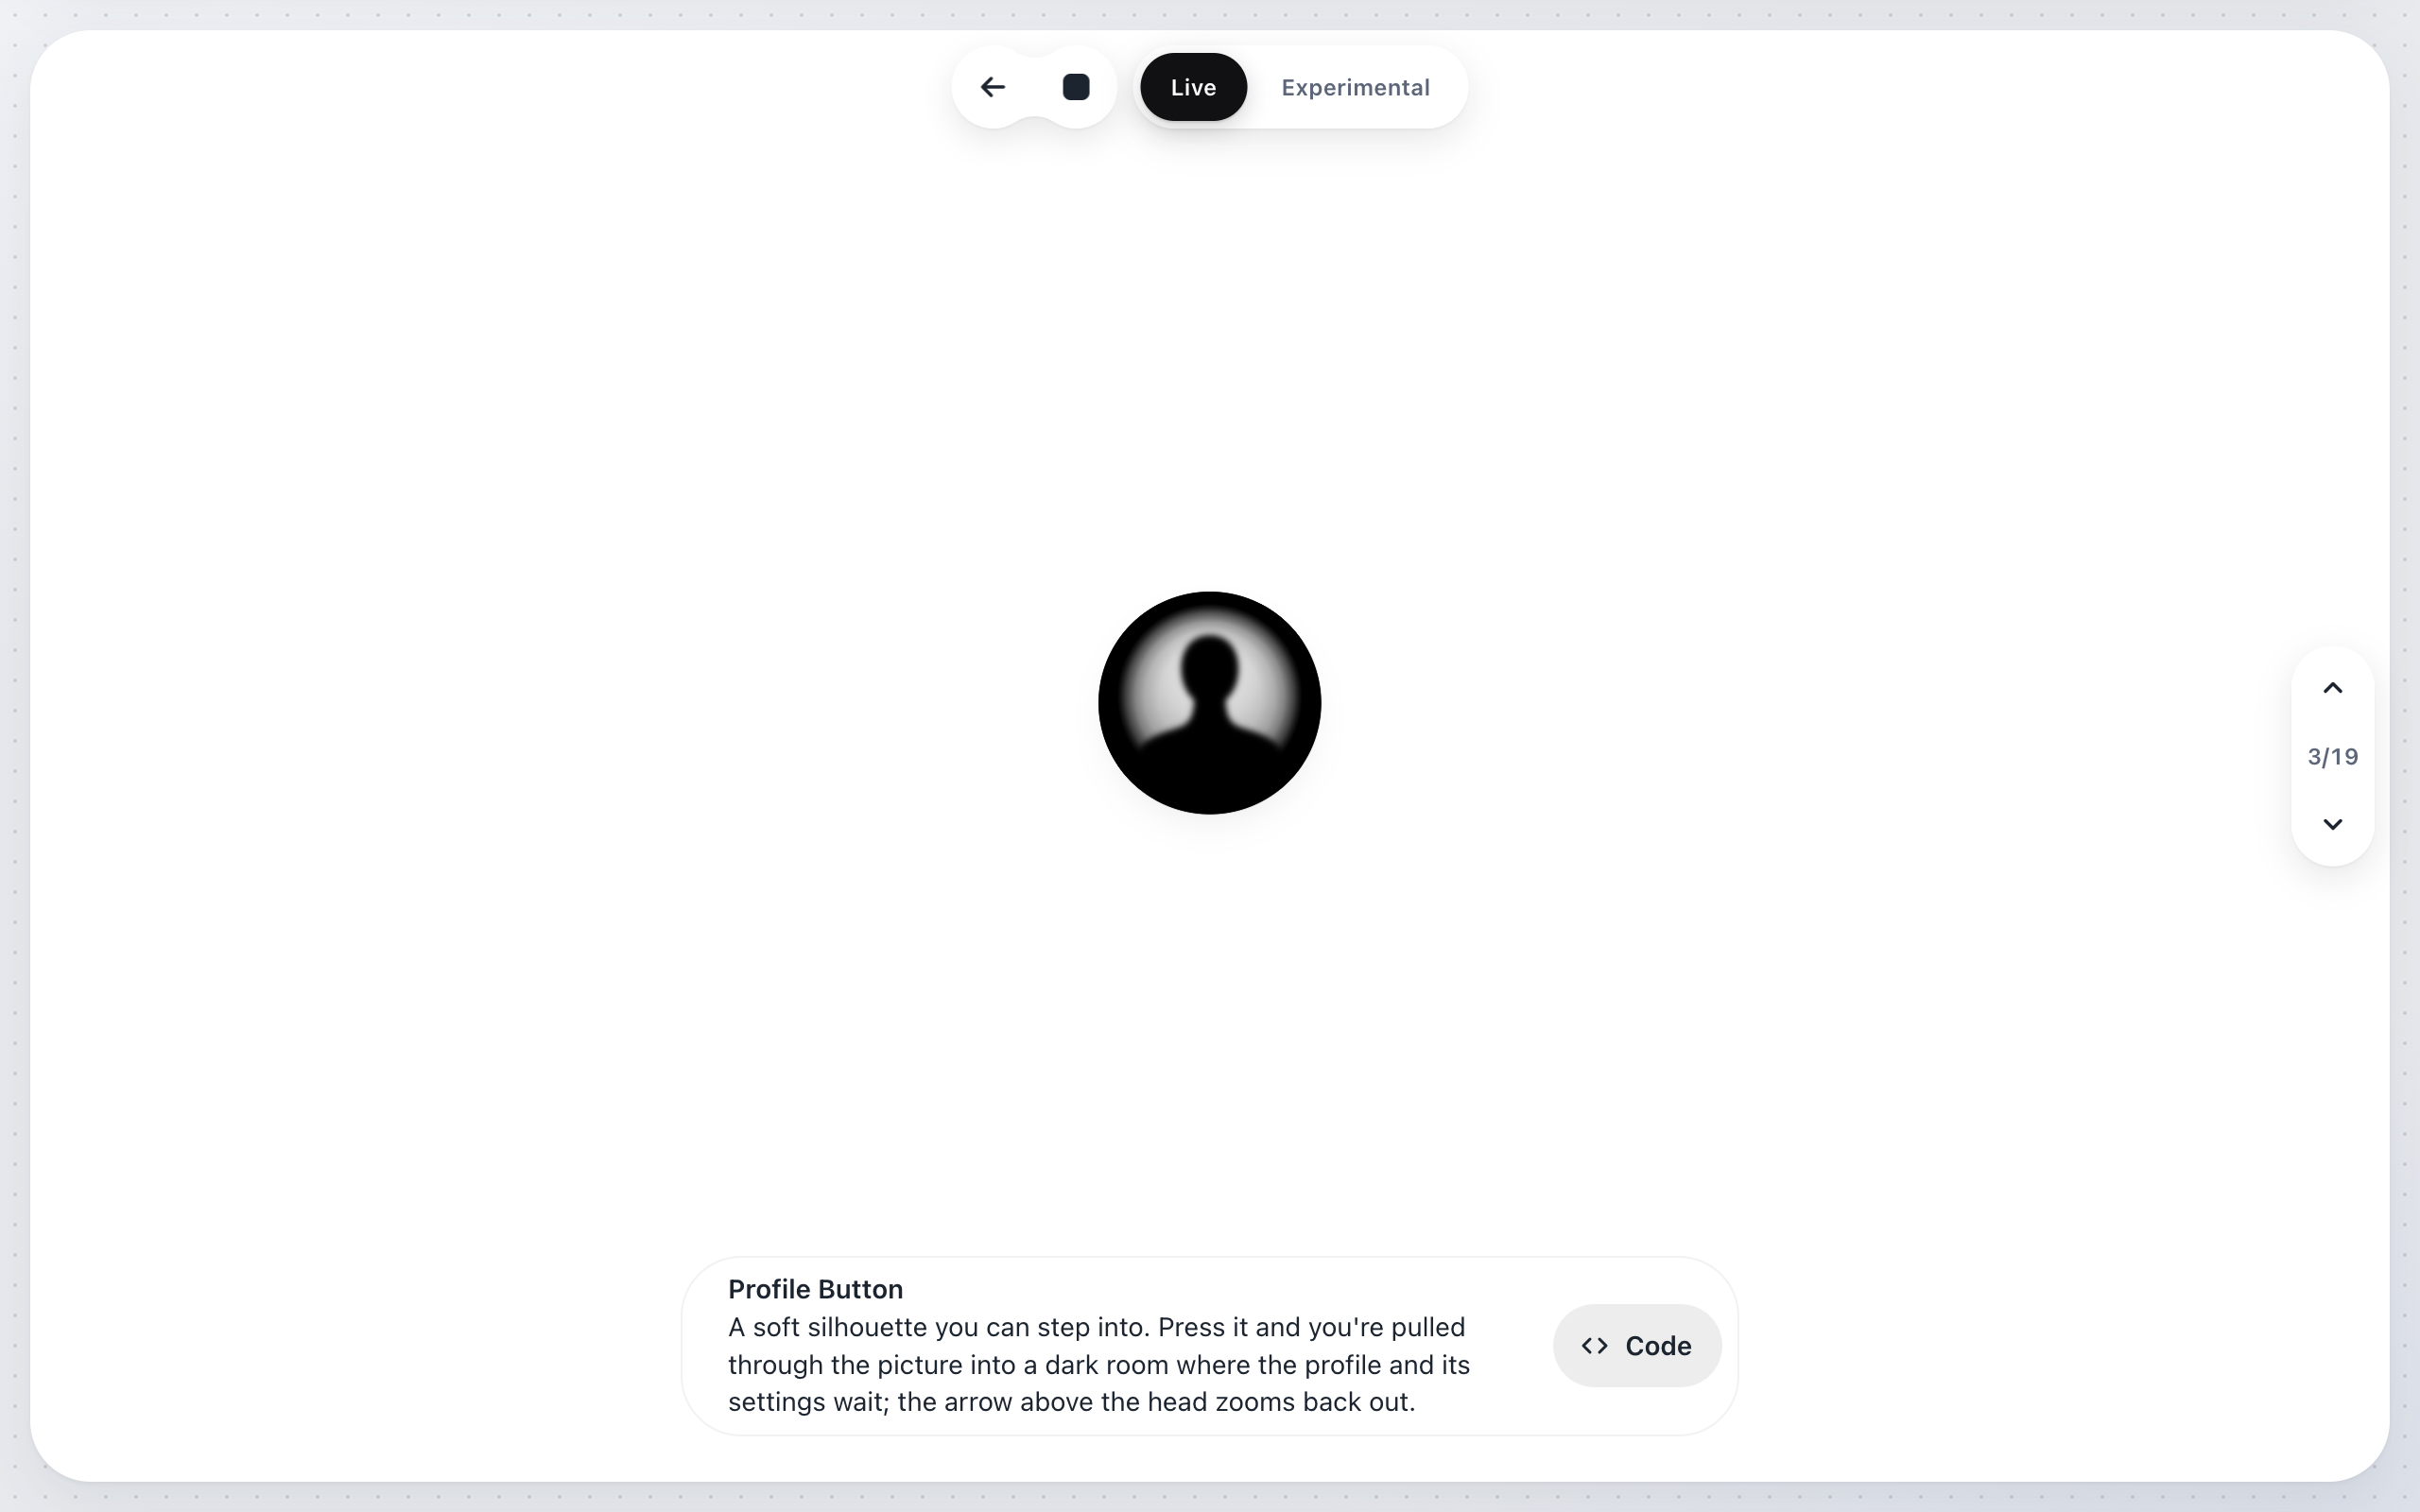 Live
Experimental
3/19
Profile Button
A soft silhouette you can step into. Press it and you're pulled
through the picture into a dark room where the profile and its
settings wait; the arrow above the head zooms back out.
Code